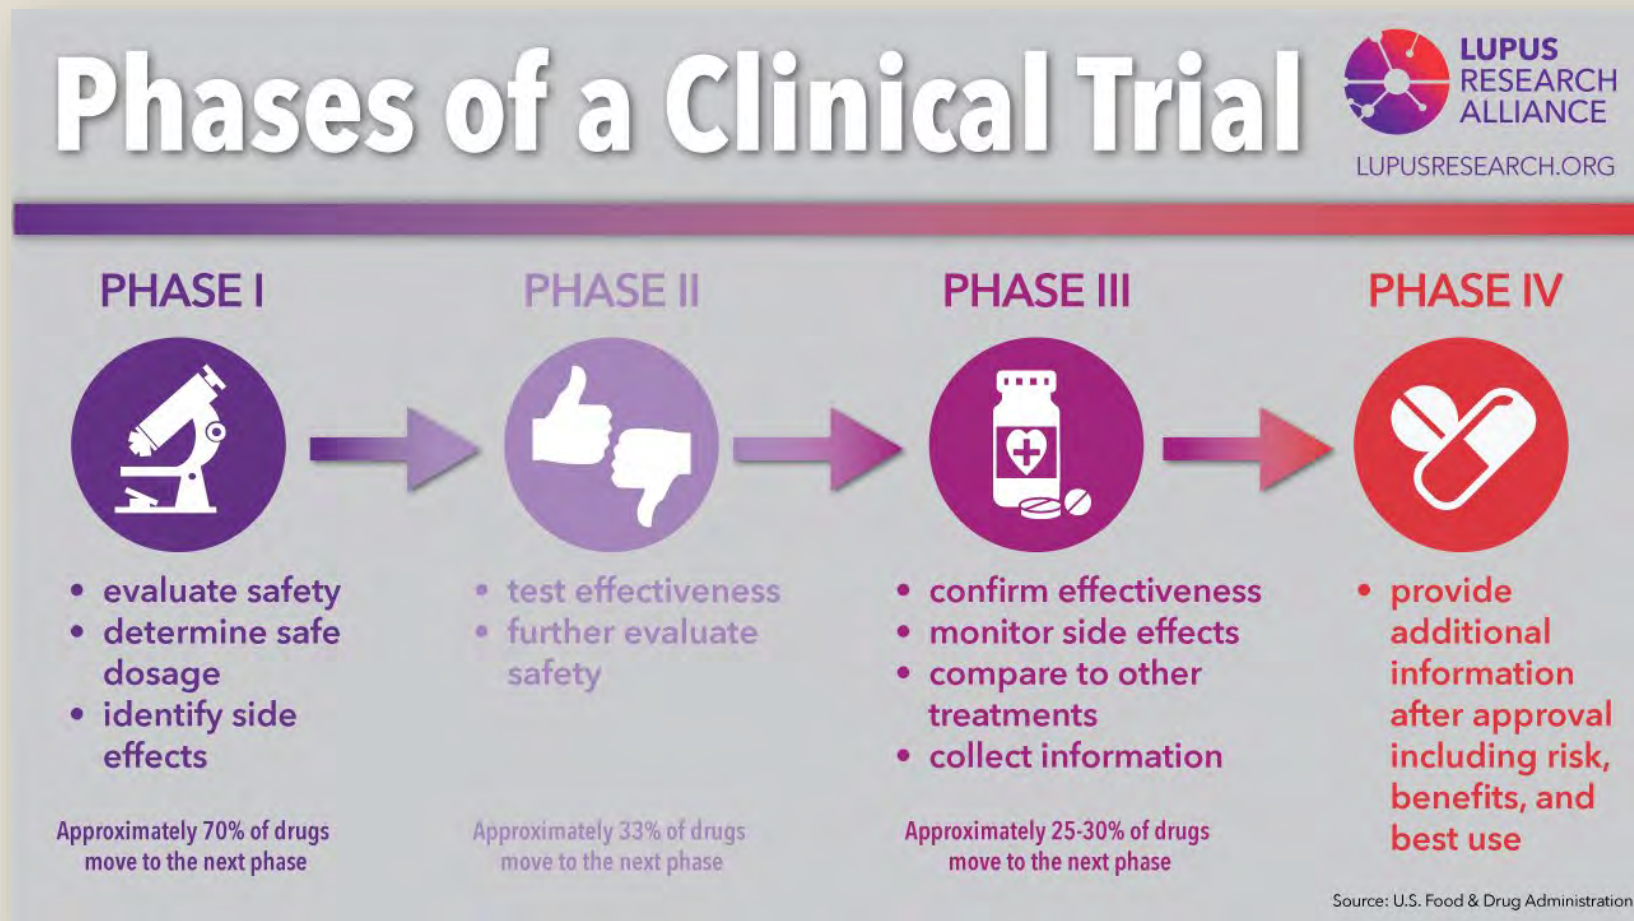 Phases of a Clinical Trial
LUPUS
RESEARCH
ALLIANCE
LUPUSRESEARCH.ORG
PHASE I
• evaluate safety
• determine safe
dosage
• identify side
effects
Approximately 70% of drugs
move to the next phase
PHASE II
• test effectiveness
• further evaluate
safety
Approximately 33% of drugs
move to the next phase
PHASE III
• confirm effectiveness
• monitor side effects
• compare to other
treatments
• collect information
Approximately 25-30% of drugs
move to the next phase
PHASE IV
• provide
additional
information
after approval
including risk,
benefits, and
best use
Source: U.S. Food & Drug Administration